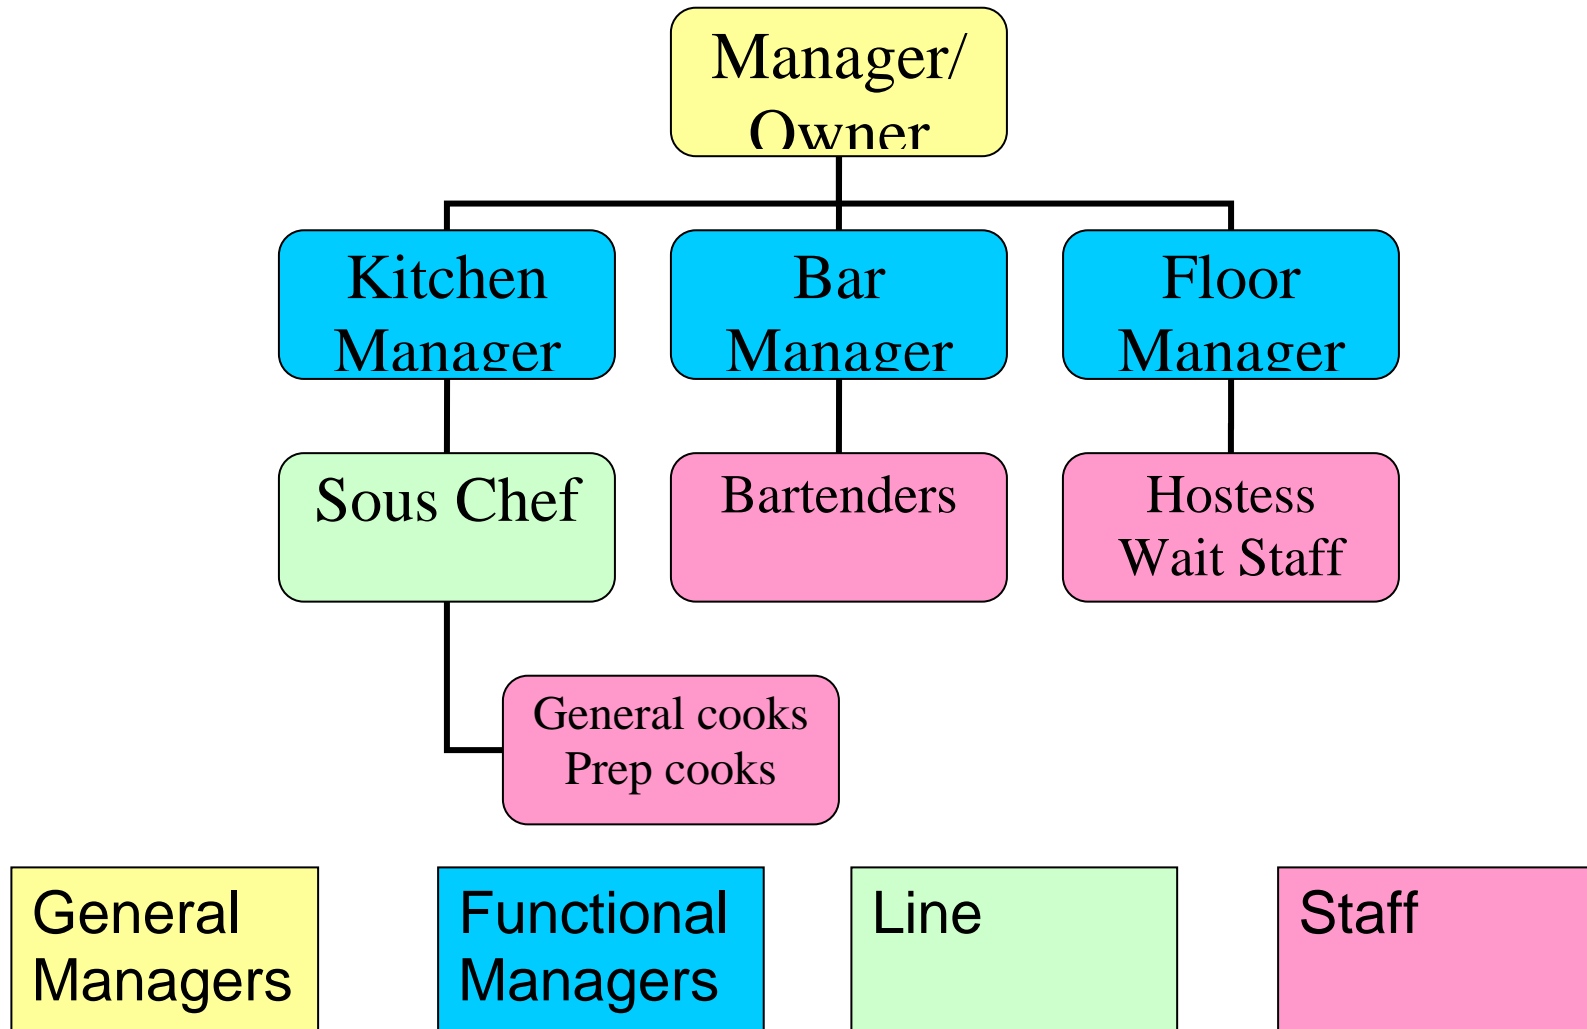 Manager/
Owner
Kitchen
Manager
Bar
Manager
Floor
Manager
Sous Chef
Bartenders
Hostess
Wait Staff
General cooks
Prep cooks
General
Managers
Functional
Managers
Line
Staff